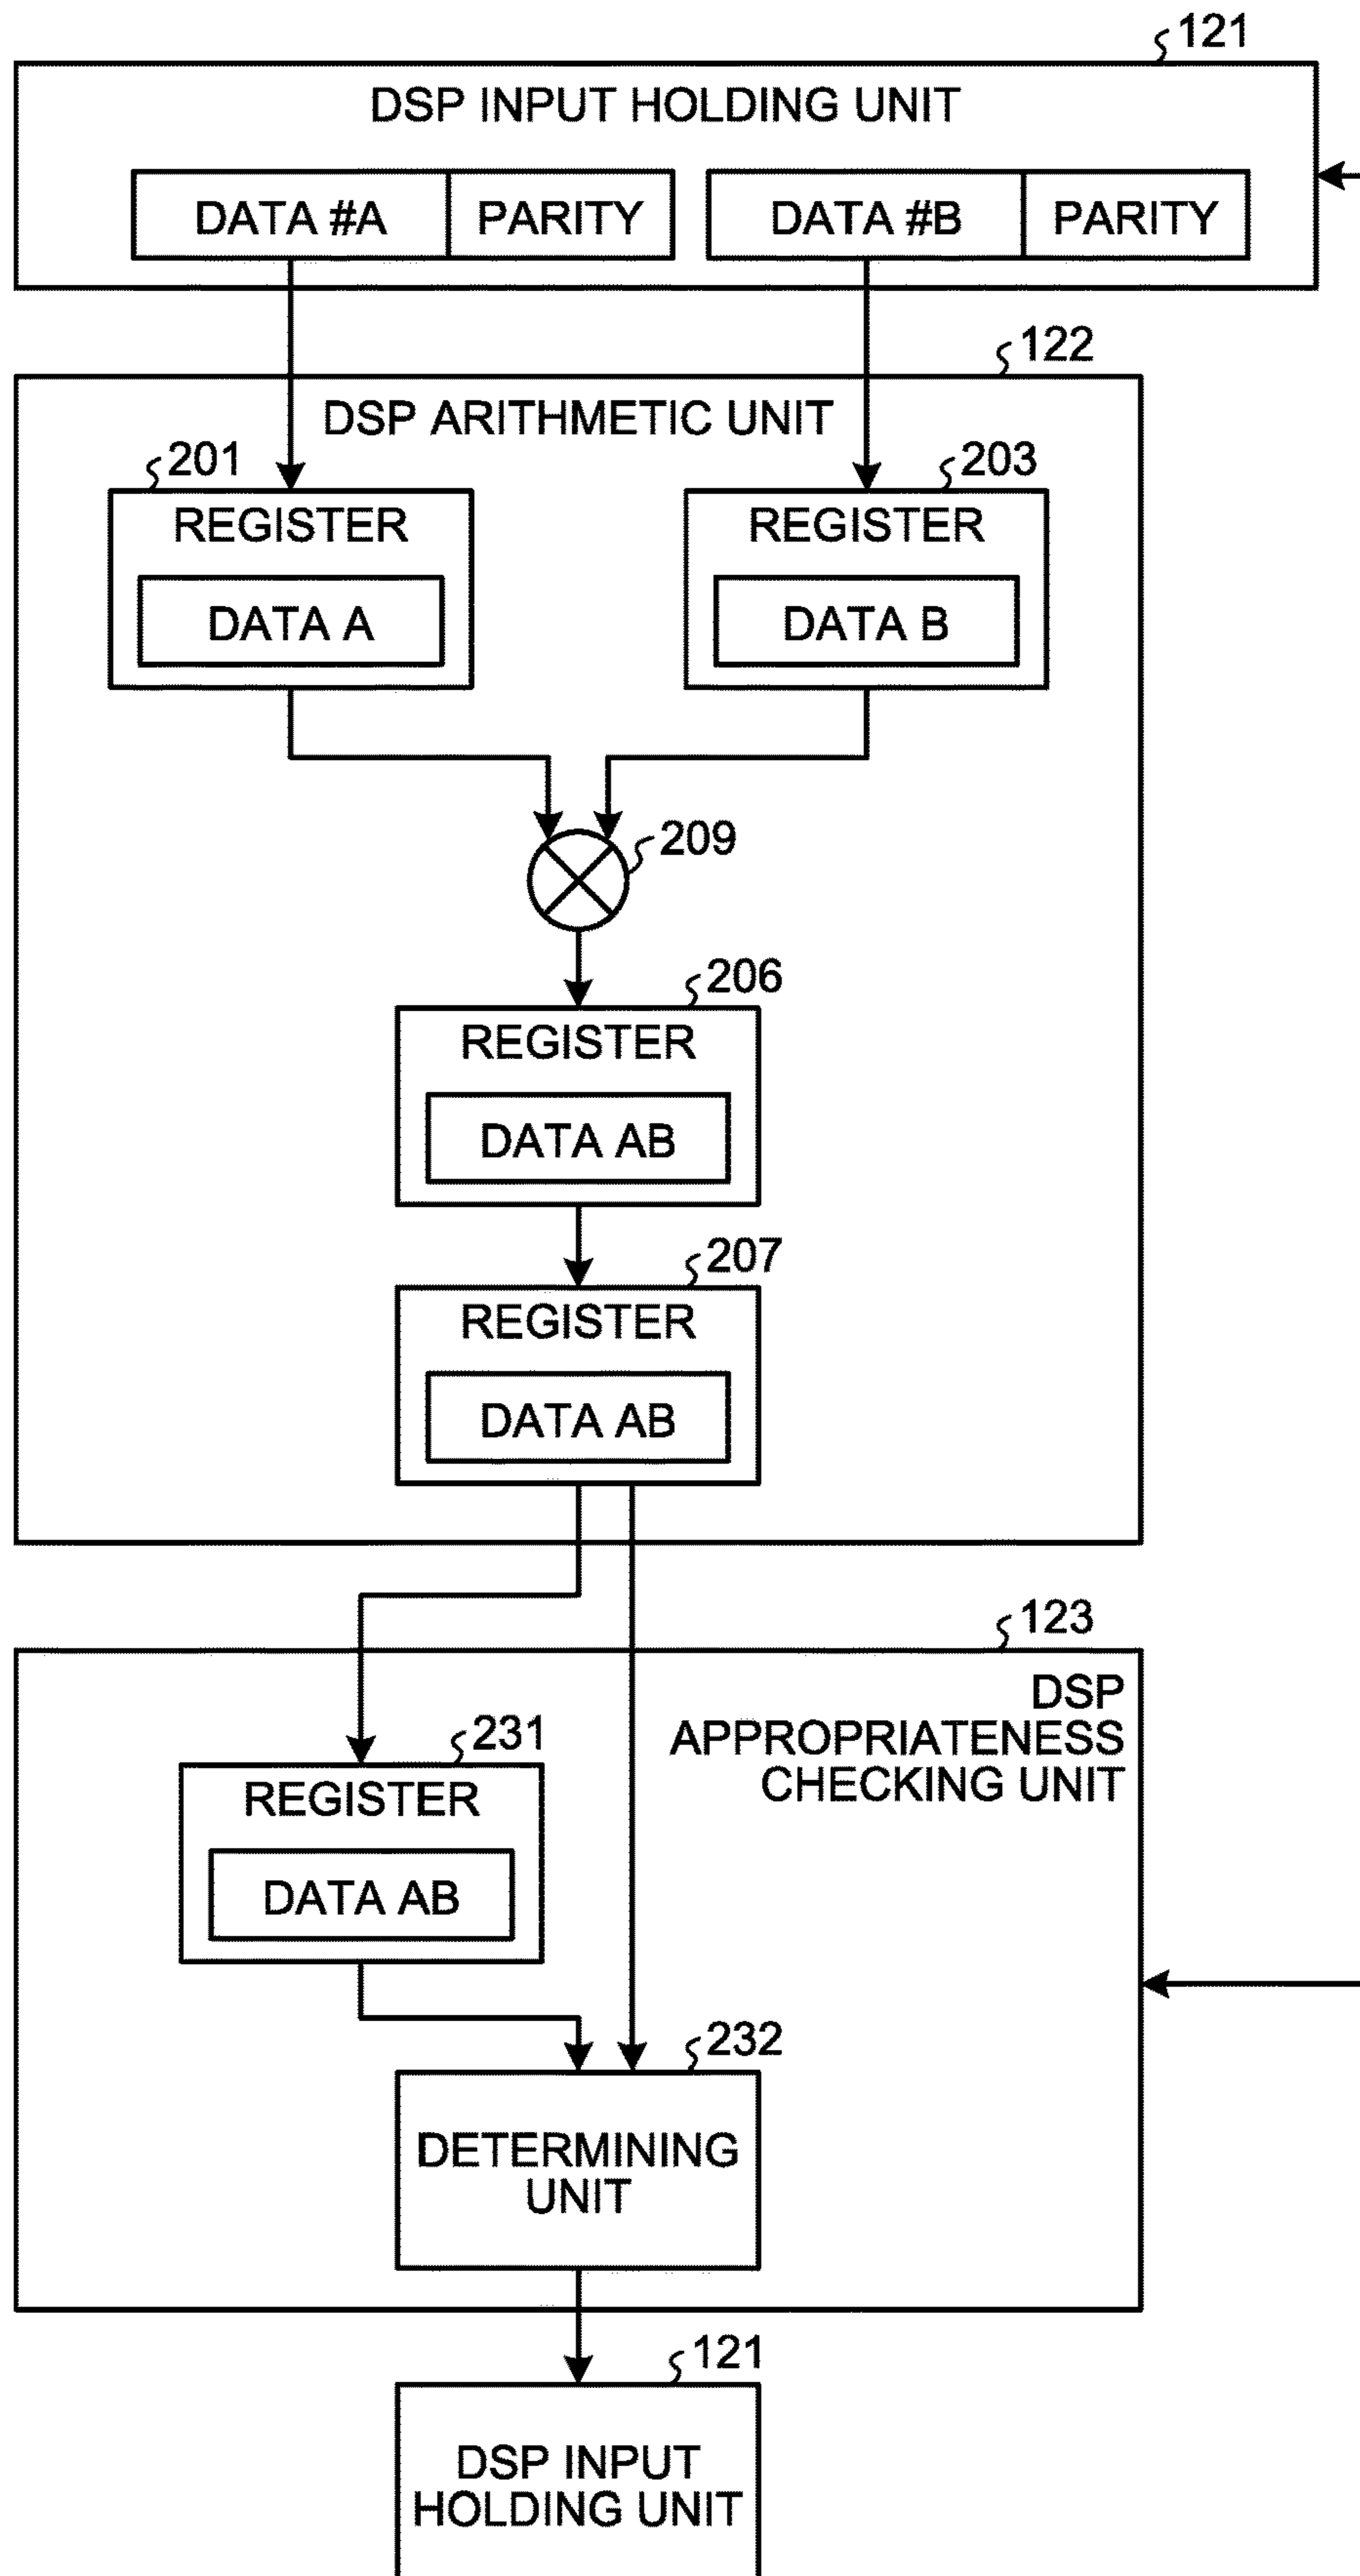 121
DSP INPUT HOLDING UNIT
DATA #A PARITY DATA #B PARITY
122
DSP ARITHMETIC UNIT
201 203
REGISTER REGISTER
DATA A DATA B
209
206
REGISTER
DATA AB
207
REGISTER
DATA AB
123
DSP
APPROPRIATENESS
CHECKING UNIT
231
REGISTER
DATA AB
232
DETERMINING
UNIT
121
DSP INPUT
HOLDING UNIT